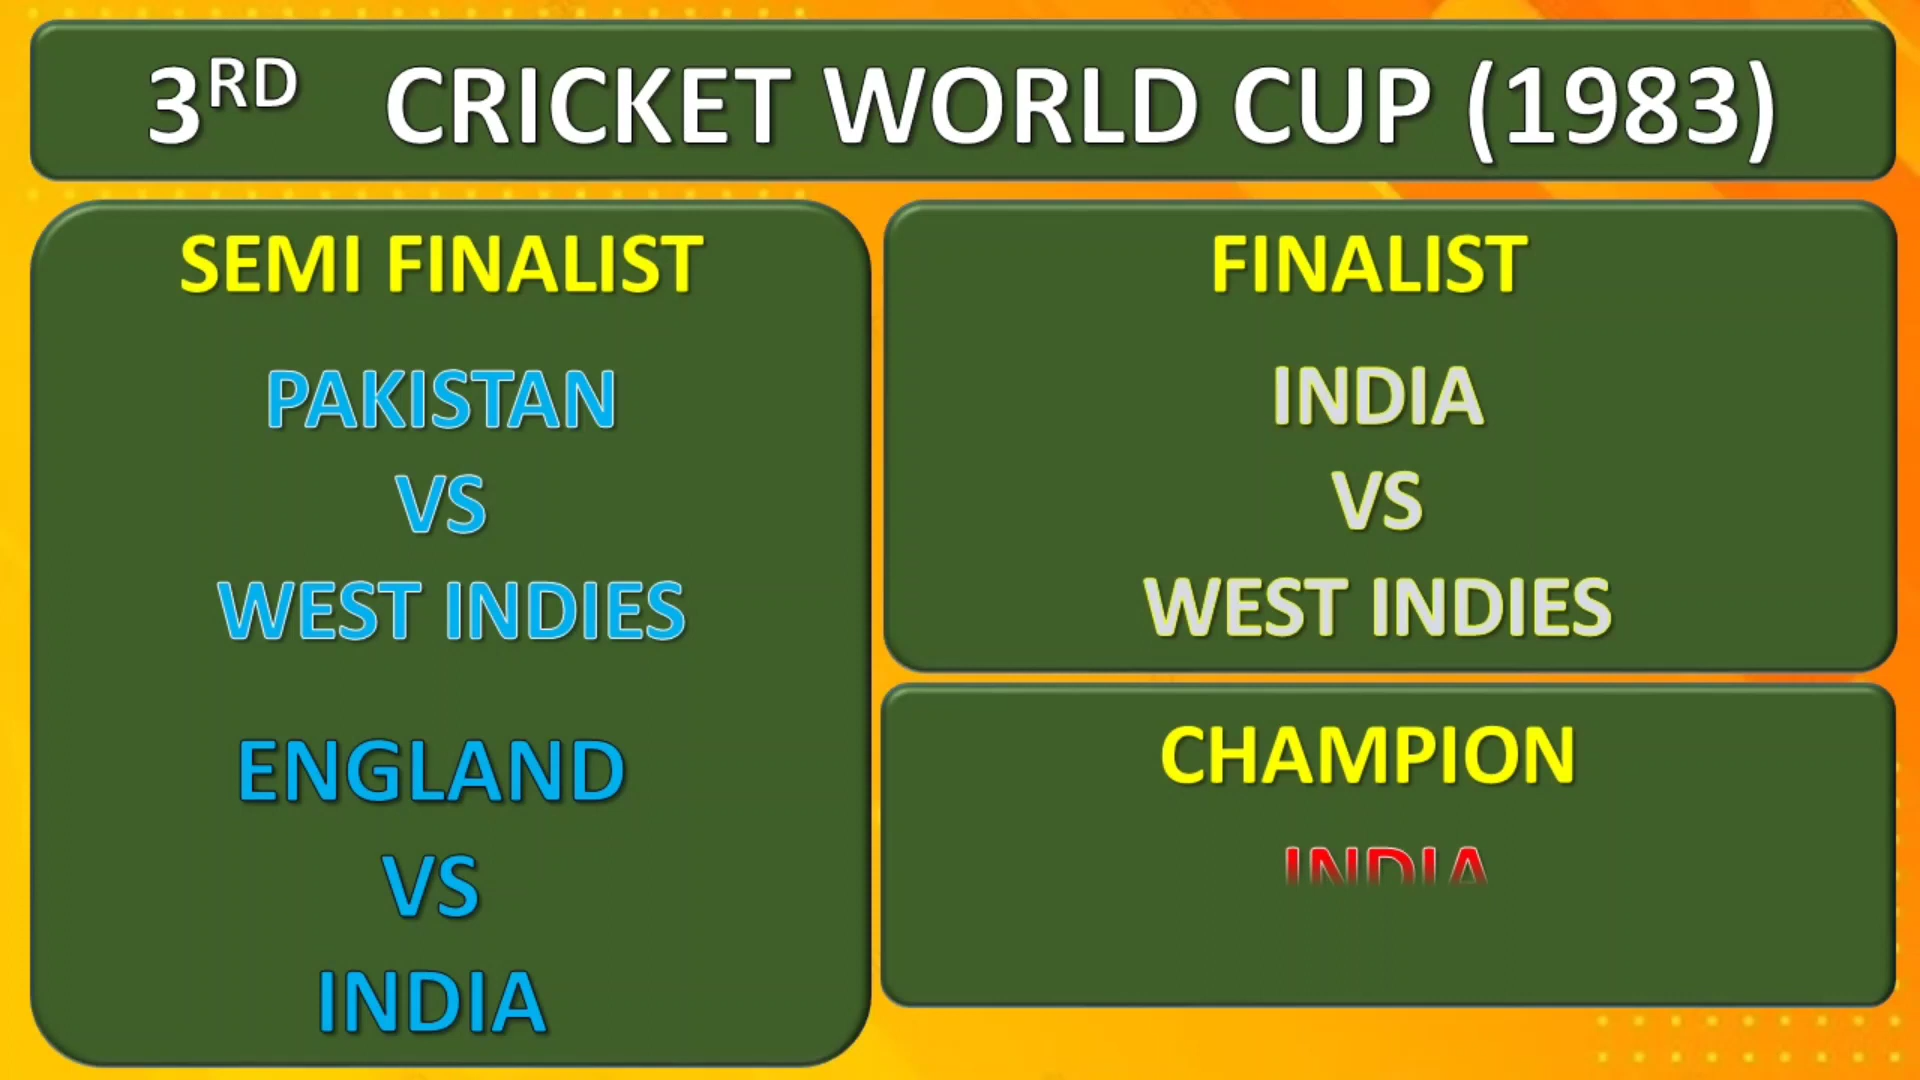 3RD CRICKET WORLD CUP (1983)
SEMI FINALIST
PAKISTAN
VS
WEST INDIES
ENGLAND
VS
INDIA
FINALIST
INDIA
VS
WEST INDIES
CHAMPION
INDIA